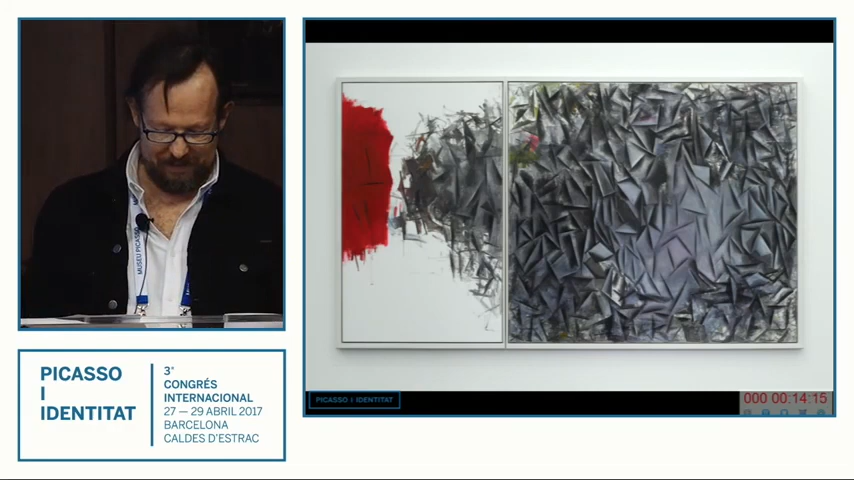 MUSEU PICASSO
PICASSO
I
IDENTITAT
3r
CONGRÉS
INTERNACIONAL
27 — 29 ABRIL 2017
BARCELONA
CALDES D'ESTRAC
PICASSO I IDENTITAT
000 00:14:15